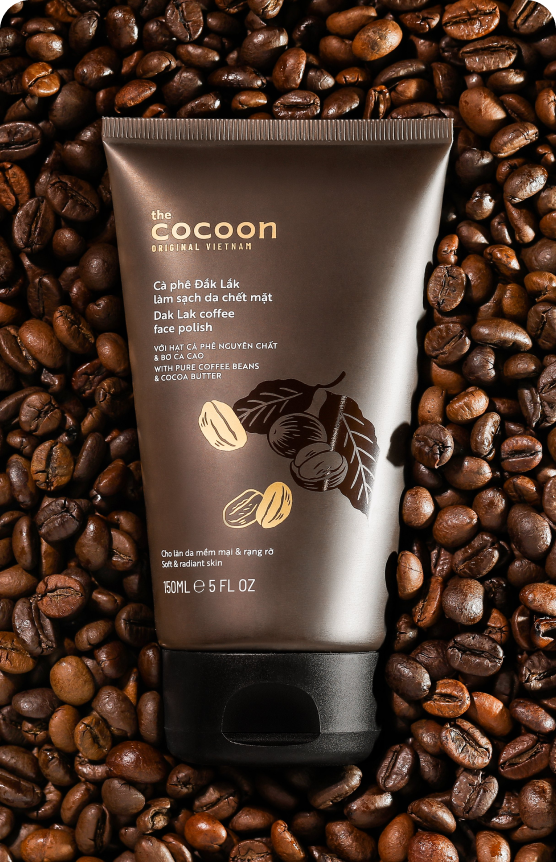 the
cocoon
ORIGINAL VIETNAM
Cà phê Đắk Lắk
làm sạch da chết mặt
Dak Lak coffee
face polish
VỚI HẠT CÀ PHÊ NGUYÊN CHẤT
& BƠ CA CAO
WITH PURE COFFEE BEANS
& COCOA BUTTER
Cho làn da mềm mại & rạng rỡ
Soft & radiant skin
150ML ℮ 5 FL OZ